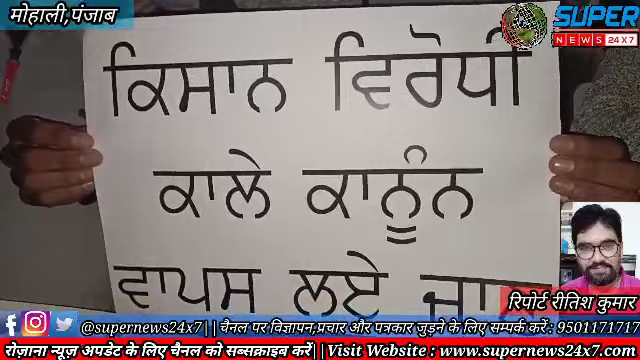 मोहाली,पंजाब
SUPER
NEWS 24X7
ਕਿਸਾਨ ਵਿਰੋਧੀ
ਕਾਲੇ ਕਾਨੂੰਨ
ਵਾਪਸ ਲਏ
रिपोर्ट रीतिश कुमार
@supernews24x7||चैनल पर विज्ञापन,प्रचार और पत्रकार जुड़ने के लिए सम्पर्क करें: 9501171717
रोज़ाना न्यूज़ अपडेट के लिए चैनल को सब्सक्राइब करें||Visit Website : www.supernews24x7.com